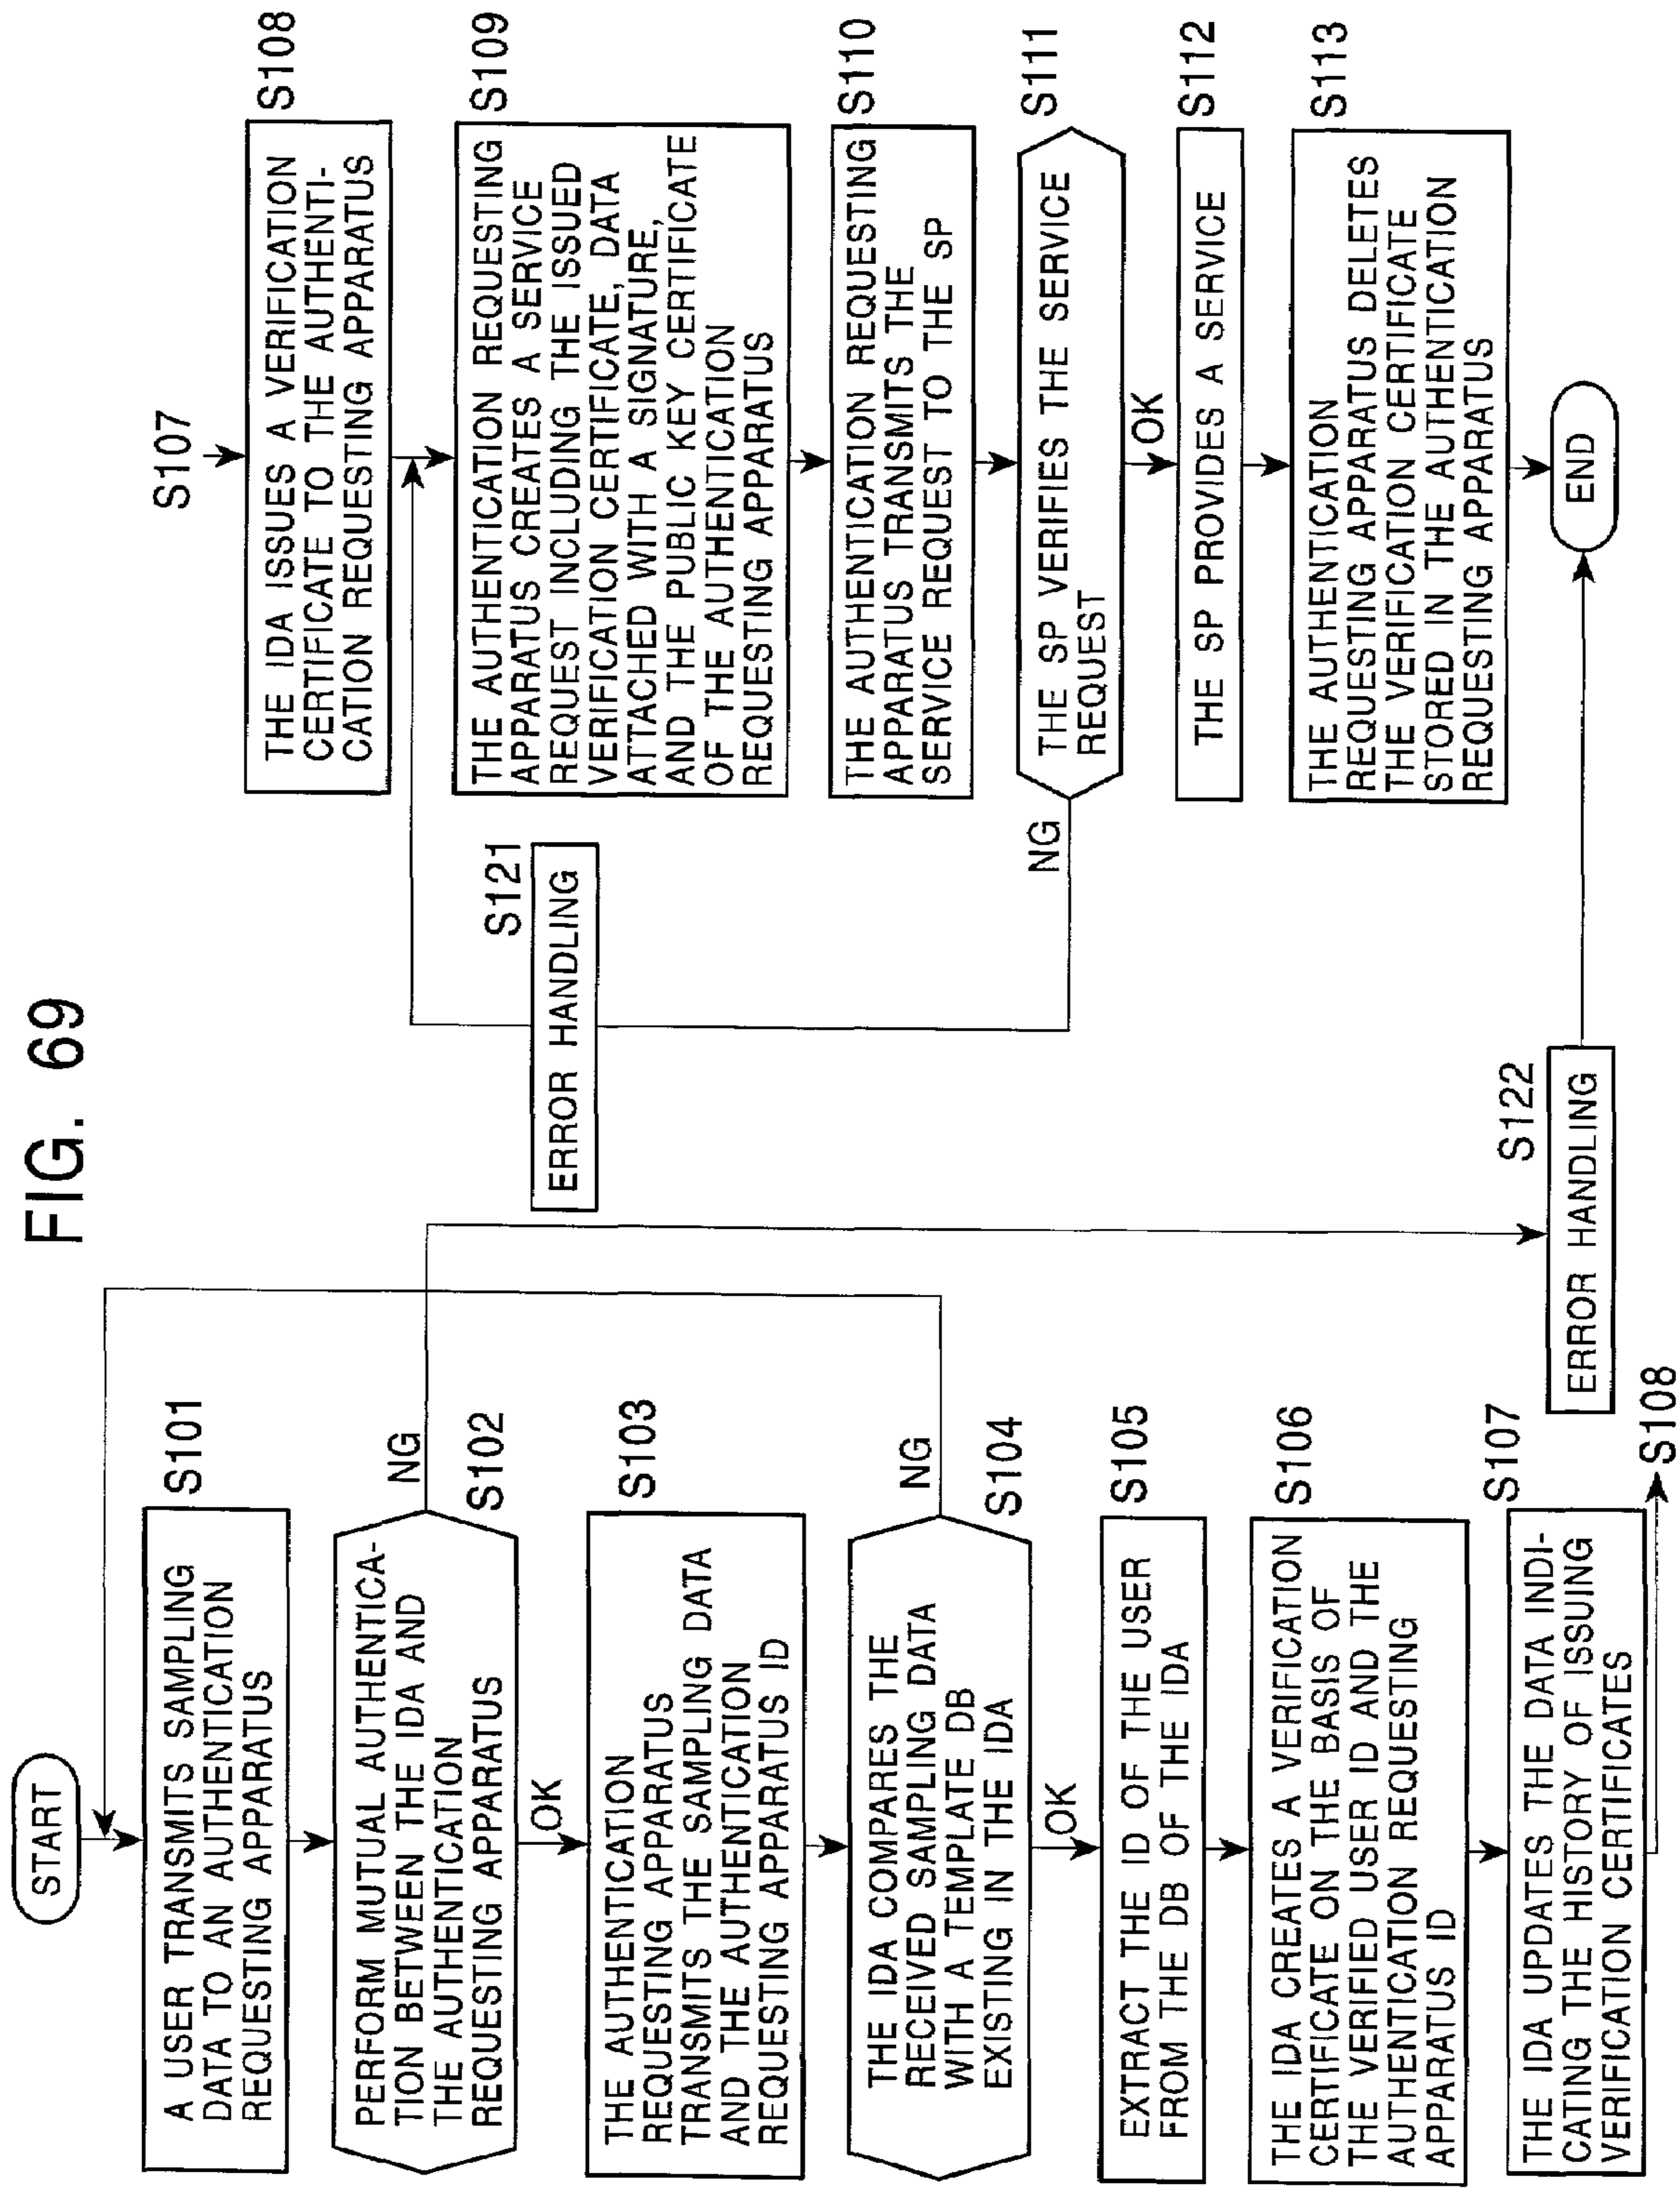 FIG. 69
START
A USER TRANSMITS SAMPLING
DATA TO AN AUTHENTICATION
REQUESTING APPARATUS
S101
PERFORM MUTUAL AUTHENTICA-
TION BETWEEN THE IDA AND
THE AUTHENTICATION
REQUESTING APPARATUS
NG
S102
OK
THE AUTHENTICATION
REQUESTING APPARATUS
TRANSMITS THE SAMPLING DATA
AND THE AUTHENTICATION
REQUESTING APPARATUS ID
S103
THE IDA COMPARES THE
RECEIVED SAMPLING DATA
WITH A TEMPLATE DB
EXISTING IN THE IDA
NG
S104
OK
EXTRACT THE ID OF THE USER
FROM THE DB OF THE IDA
S105
THE IDA CREATES A VERIFICATION
CERTIFICATE ON THE BASIS OF
THE VERIFIED USER ID AND THE
AUTHENTICATION REQUESTING
APPARATUS ID
S106
THE IDA UPDATES THE DATA INDI-
CATING THE HISTORY OF ISSUING
VERIFICATION CERTIFICATES
S107
S108
S107
THE IDA ISSUES A VERIFICATION
CERTIFICATE TO THE AUTHENTI-
CATION REQUESTING APPARATUS
S108
THE AUTHENTICATION REQUESTING
APPARATUS CREATES A SERVICE
REQUEST INCLUDING THE ISSUED
VERIFICATION CERTIFICATE, DATA
ATTACHED WITH A SIGNATURE,
AND THE PUBLIC KEY CERTIFICATE
OF THE AUTHENTICATION
REQUESTING APPARATUS
S109
S121
ERROR HANDLING
THE AUTHENTICATION REQUESTING
APPARATUS TRANSMITS THE
SERVICE REQUEST TO THE SP
S110
THE SP VERIFIES THE SERVICE
REQUEST
S111
NG
OK
THE SP PROVIDES A SERVICE
S112
THE AUTHENTICATION
REQUESTING APPARATUS DELETES
THE VERIFICATION CERTIFICATE
STORED IN THE AUTHENTICATION
REQUESTING APPARATUS
S113
S122
ERROR HANDLING
END